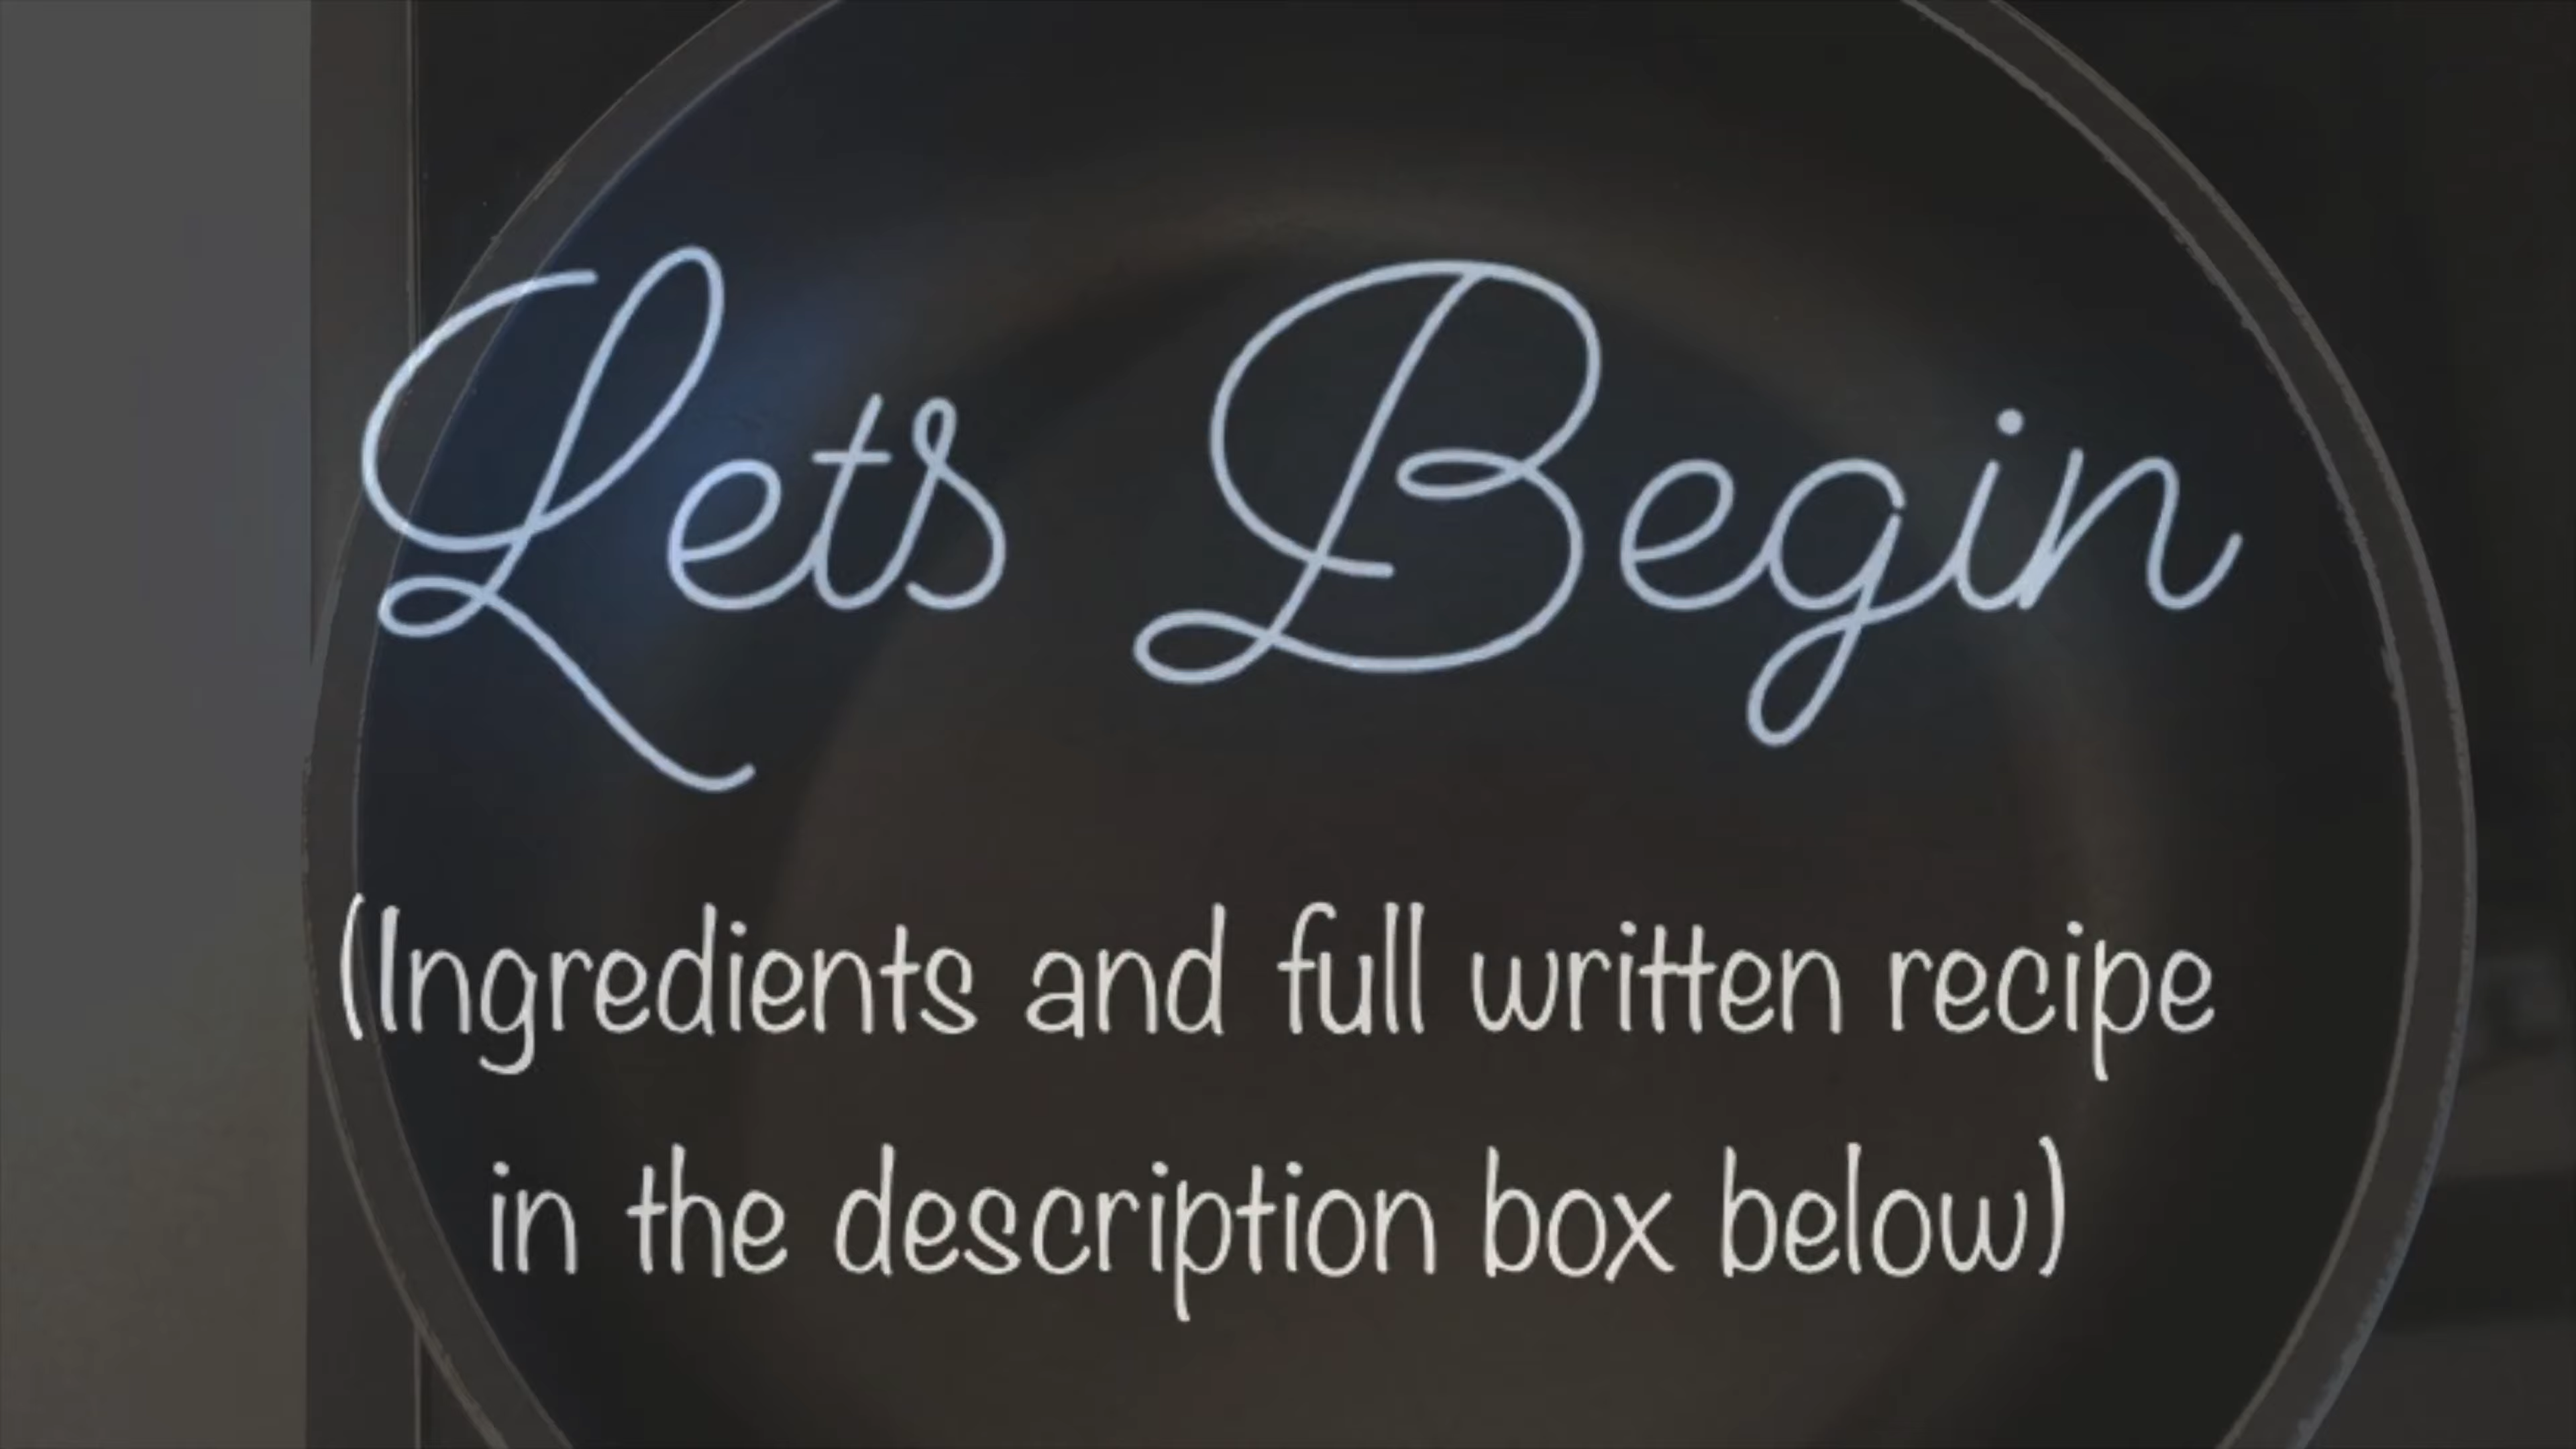 Lets Begin
(Ingredients and full written recipe
in the description box below)